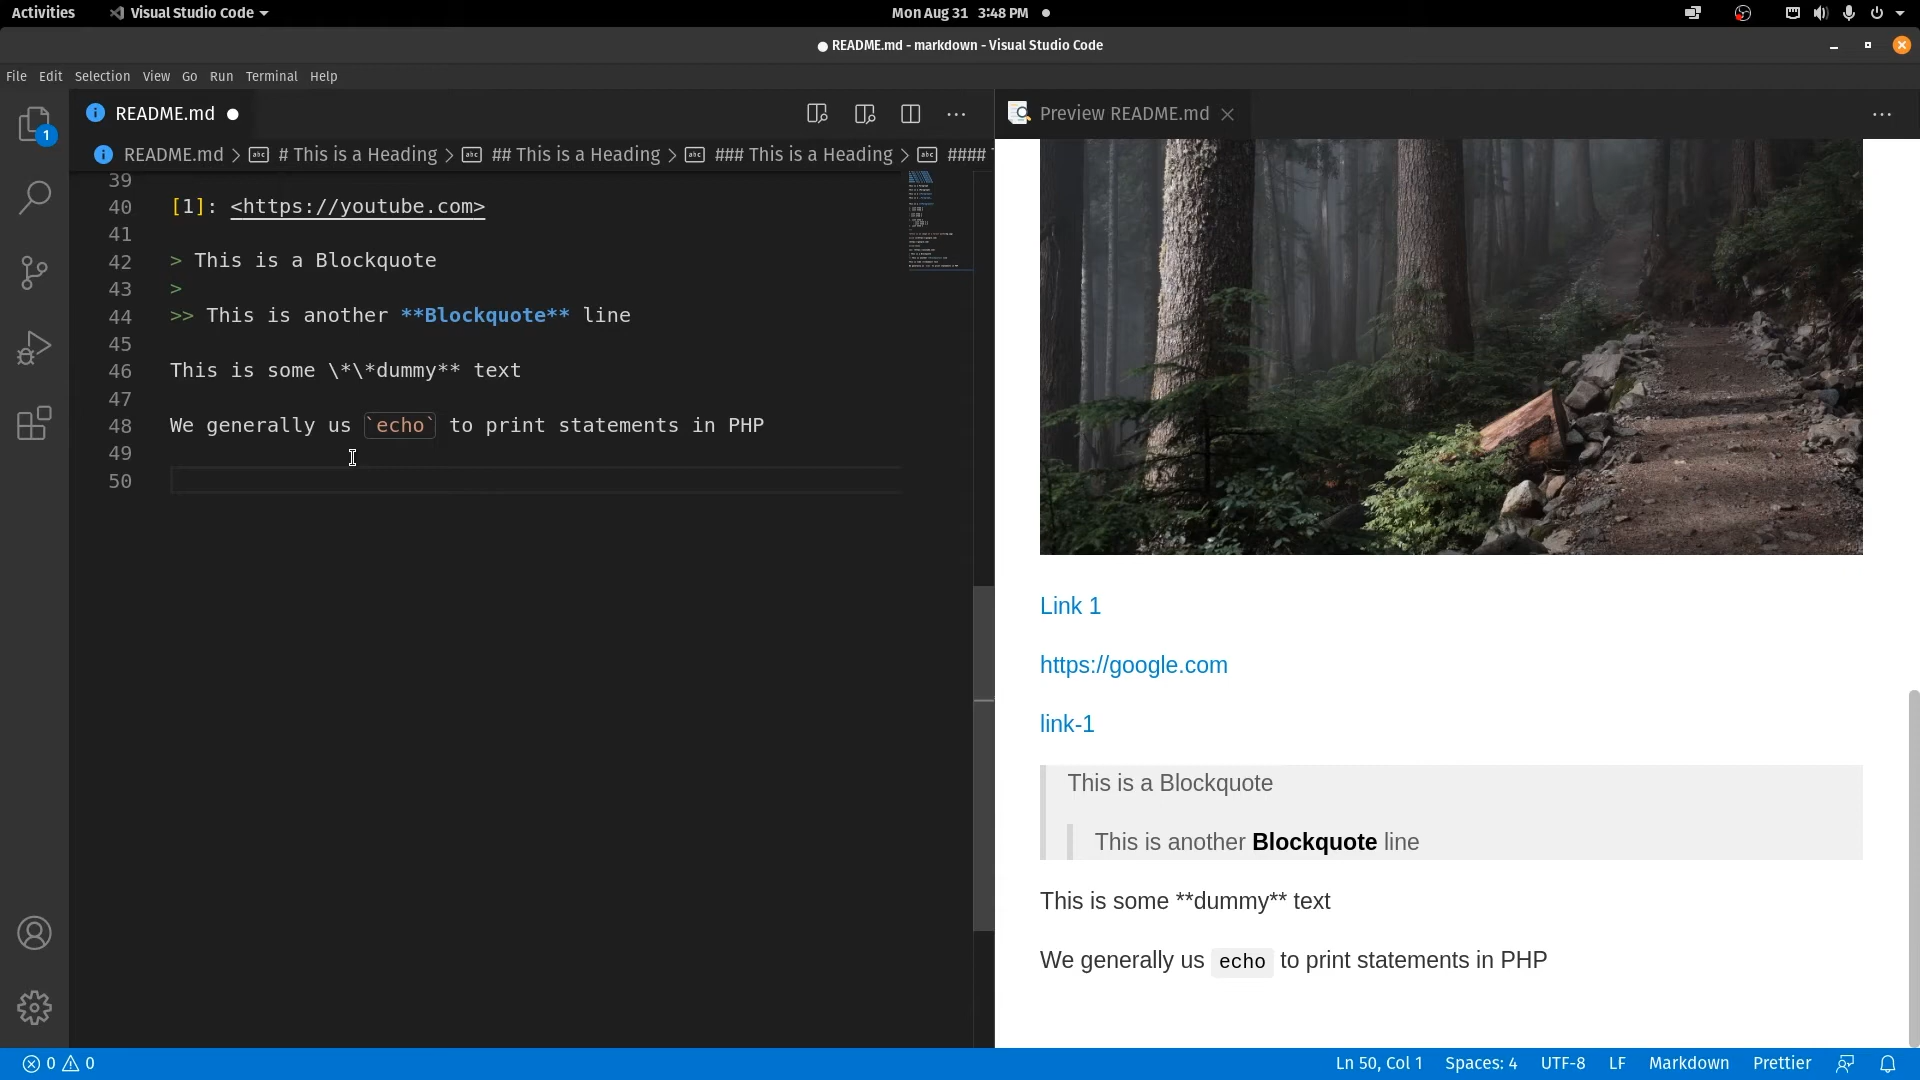 Activities
Visual Studio Code
Mon Aug 31 3:48 PM
README.md - markdown - Visual Studio Code
File Edit Selection View Go Run Terminal Help
README.md
README.md > # This is a Heading > ## This is a Heading > ### This is a Heading > ####
39
40 [1]: <https://youtube.com>
41
42 > This is a Blockquote
43 >
44 >> This is another **Blockquote** line
45
46 This is some \*\*dummy** text
47
48 We generally us `echo` to print statements in PHP
49
50
1
Preview README.md
Link 1
https://google.com
link-1
This is a Blockquote
This is another Blockquote line
This is some **dummy** text
We generally us echo to print statements in PHP
0 0
Ln 50, Col 1 Spaces: 4 UTF-8 LF Markdown Prettier